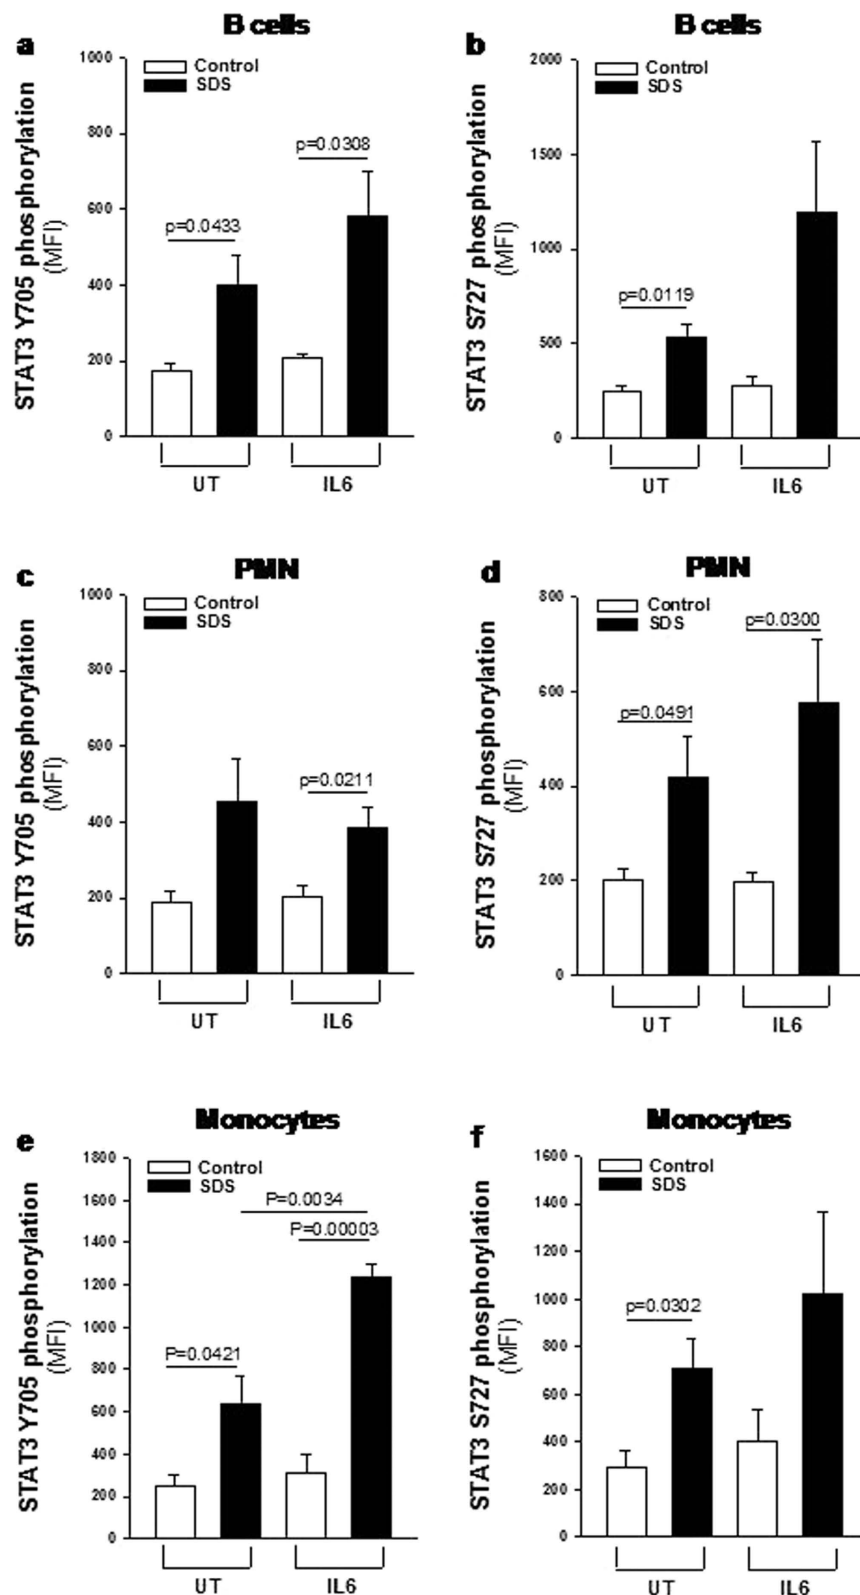 a
B cells
STAT3 Y705 phosphorylation
(MFI)
1000
800
600
400
200
0
Control
SDS
p=0.0433
p=0.0308
UT
IL6
b
B cells
STAT3 S727 phosphorylation
(MFI)
2000
1500
1000
500
0
Control
SDS
p=0.0119
UT
IL6
c
PMN
STAT3 Y705 phosphorylation
(MFI)
1000
800
600
400
200
0
Control
SDS
p=0.0211
UT
IL6
d
PMN
STAT3 S727 phosphorylation
(MFI)
800
600
400
200
0
Control
SDS
p=0.0491
p=0.0300
UT
IL6
e
Monocytes
STAT3 Y705 phosphorylation
(MFI)
1800
1600
1400
1200
1000
800
600
400
200
0
Control
SDS
P=0.0034
P=0.00003
P=0.0421
UT
IL6
f
Monocytes
STAT3 S727 phosphorylation
(MFI)
1600
1400
1200
1000
800
600
400
200
0
Control
SDS
p=0.0302
UT
IL6